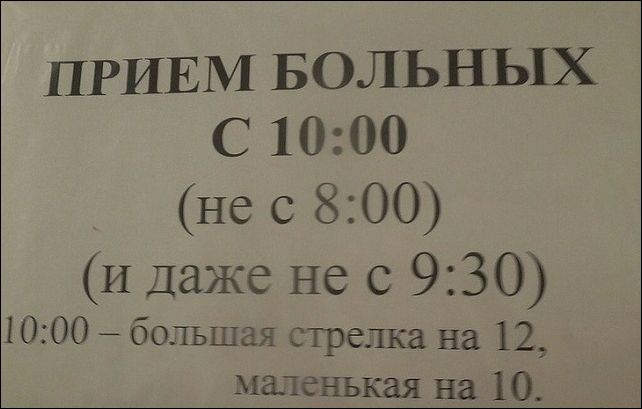 ПРИЕМ БОЛЬНЫХ
С 10:00
(не с 8:00)
(и даже не с 9:30)
10:00 – большая стрелка на 12,
маленькая на 10.